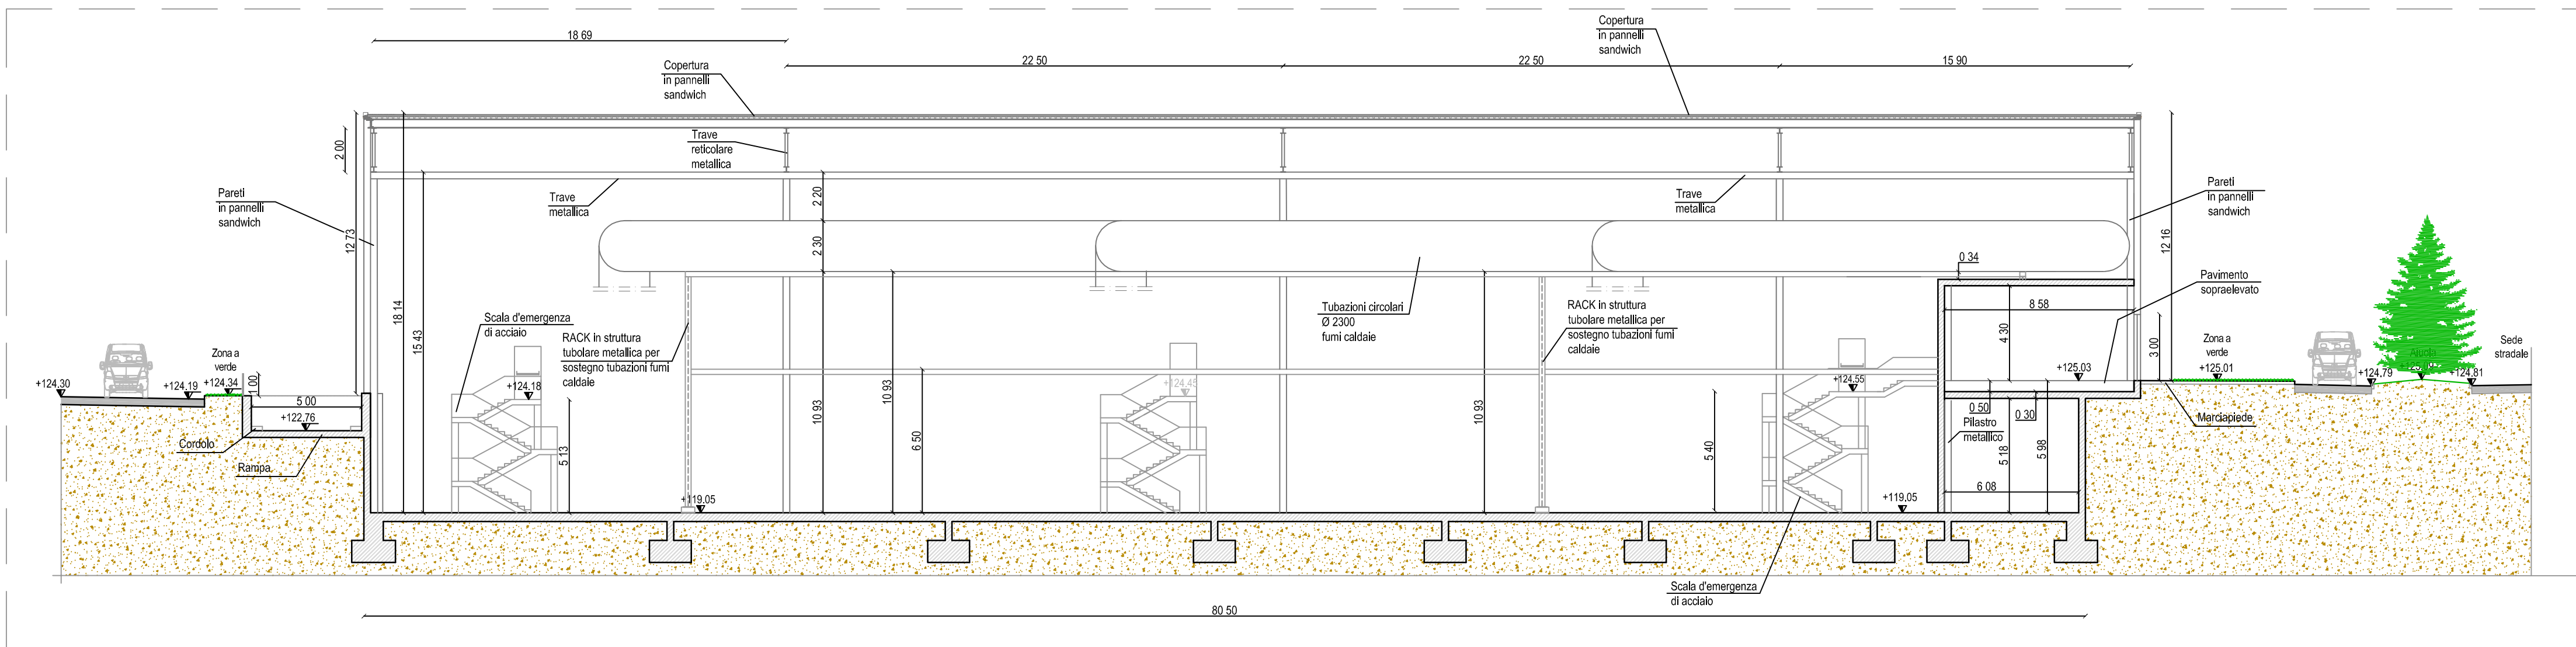 18 69
22 50
22 50
15 90
Copertura
in pannelli
sandwich
Copertura
in pannelli
sandwich
Trave
reticolare
metallica
2 00
Pareti
in pannelli
sandwich
12 73
18 14
15 43
Trave
metallica
2 20
2 30
Trave
metallica
Pareti
in pannelli
sandwich
12 16
0 34
Pavimento
sopraelevato
8 58
4 30
3 00
Scala d'emergenza
di acciaio
RACK in struttura
tubolare metallica per
sostegno tubazioni fumi
caldaie
Tubazioni circolari
Ø 2300
fumi caldaie
RACK in struttura
tubolare metallica per
sostegno tubazioni fumi
caldaie
10 93
10 93
6 50
10 93
Zona a
verde
+124.30
+124.19
+124.34
1 00
5 00
+122.76
Cordolo
Rampa
+124.18
5 13
+119.05
+124.45
+124.55
5 40
+119.05
+125.03
0 50
0 30
Pilastro
metallico
5 18
5 98
6 08
Zona a
verde
+125.01
Marciapiede
Aiuola
+124.79
+124.81
Sede
stradale
Scala d'emergenza
di acciaio
80 50